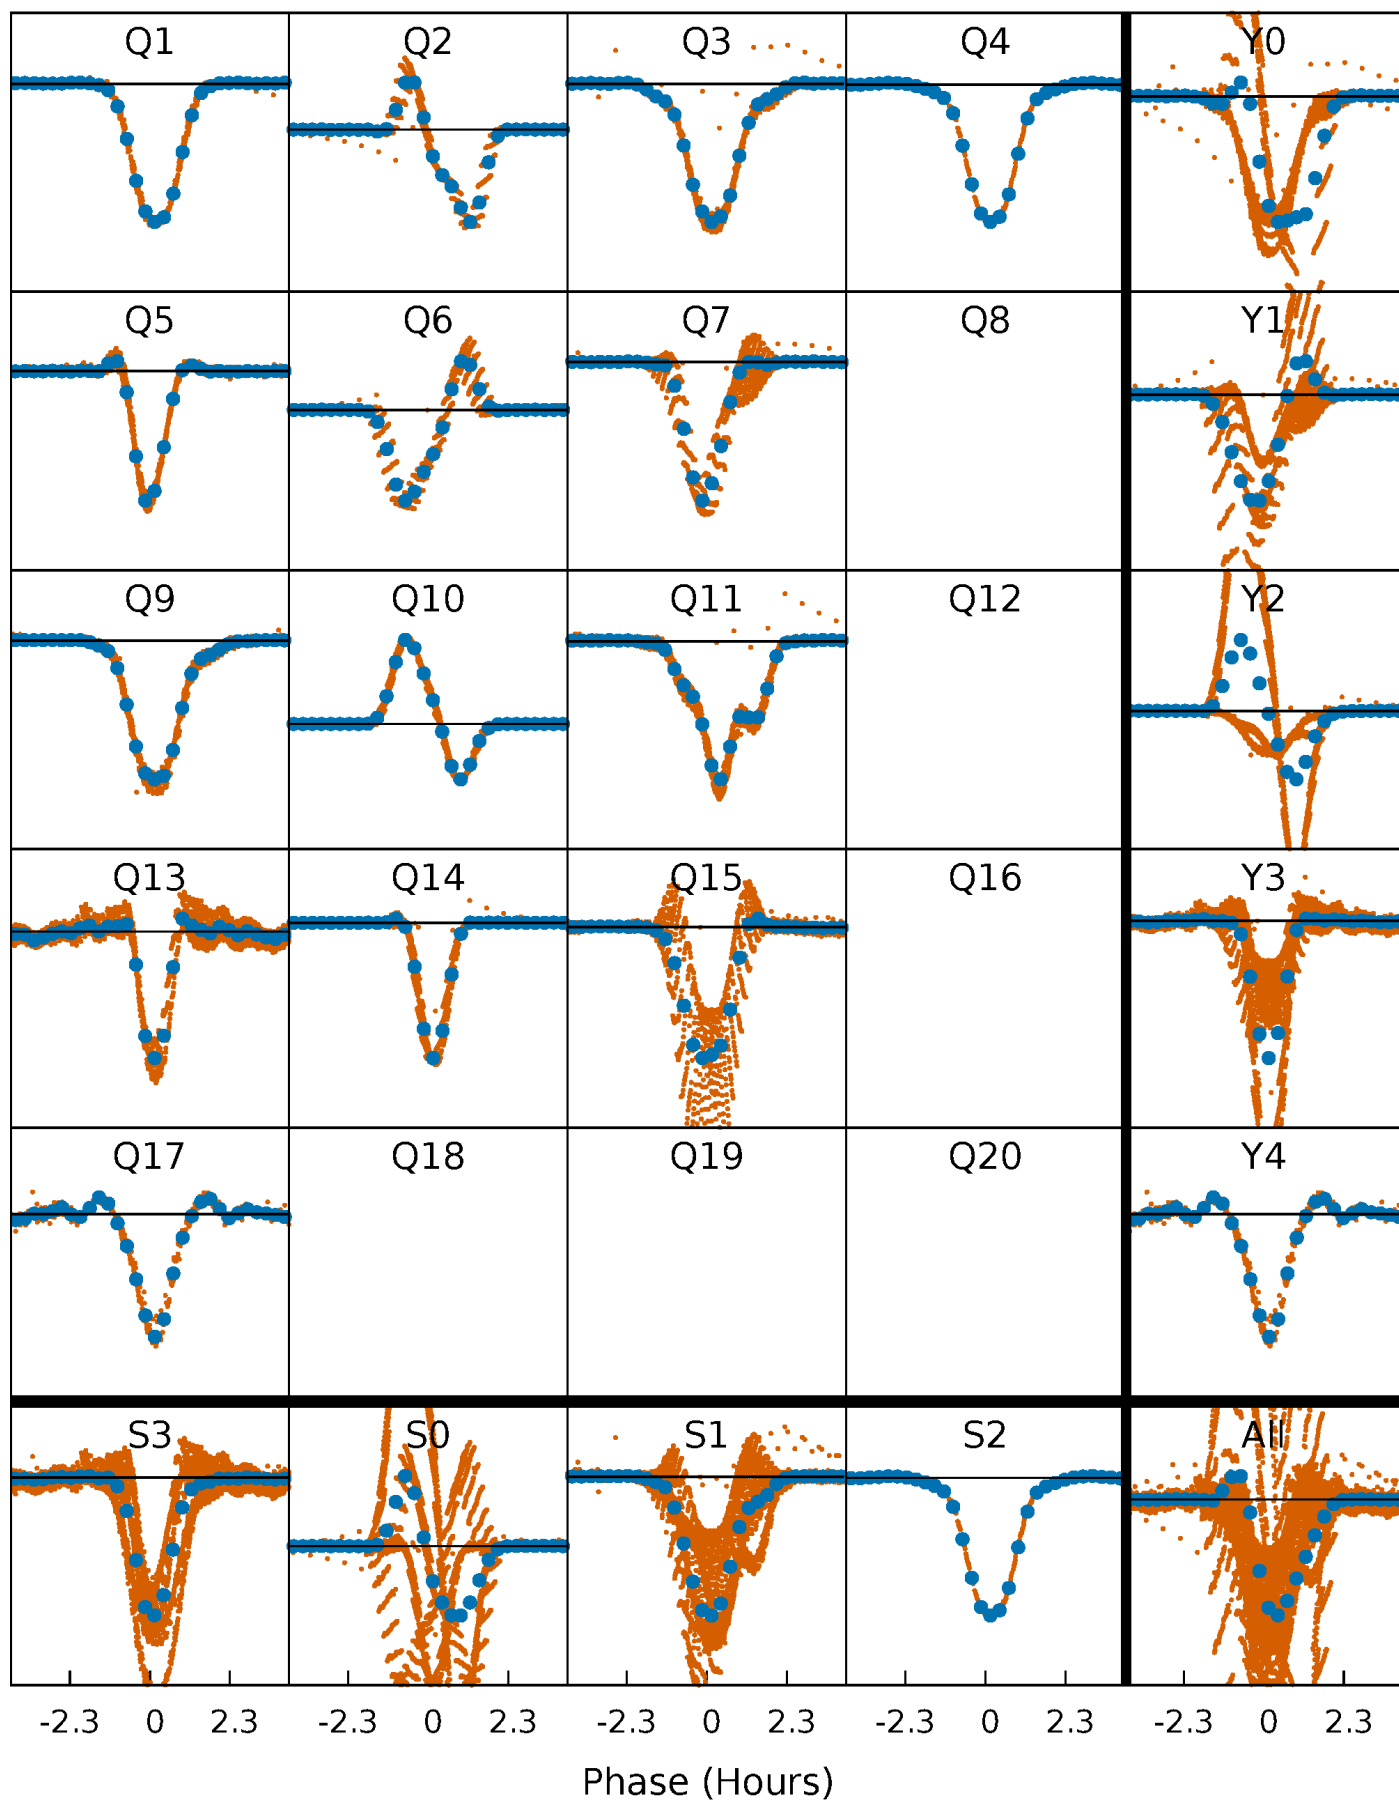 Q1 Q2 Q3 Q4 Y0
Q5 Q6 Q7 Q8 Y1
Q9 Q10 Q11 Q12 Y2
Q13 Q14 Q15 Q16 Y3
Q17 Q18 Q19 Q20 Y4
S3 S0 S1 S2 All
-2.3 0 2.3 -2.3 0 2.3 -2.3 0 2.3 -2.3 0 2.3 -2.3 0 2.3
Phase (Hours)